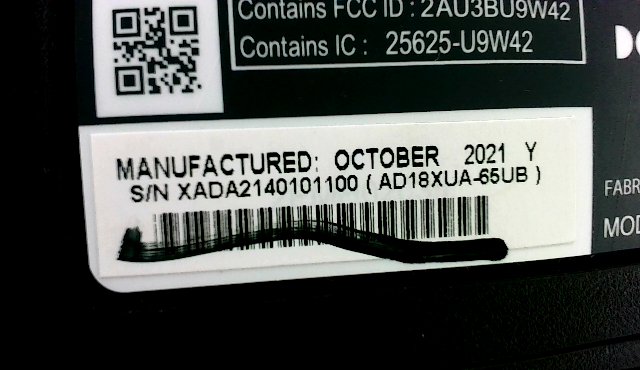 Contains FCC ID : 2AU3BU9W42
Contains IC : 25625-U9W42
MANUFACTURED: OCTOBER 2021 Y
S/N XADA2140101100 ( AD18XUA-65UB )
FABR
MOD